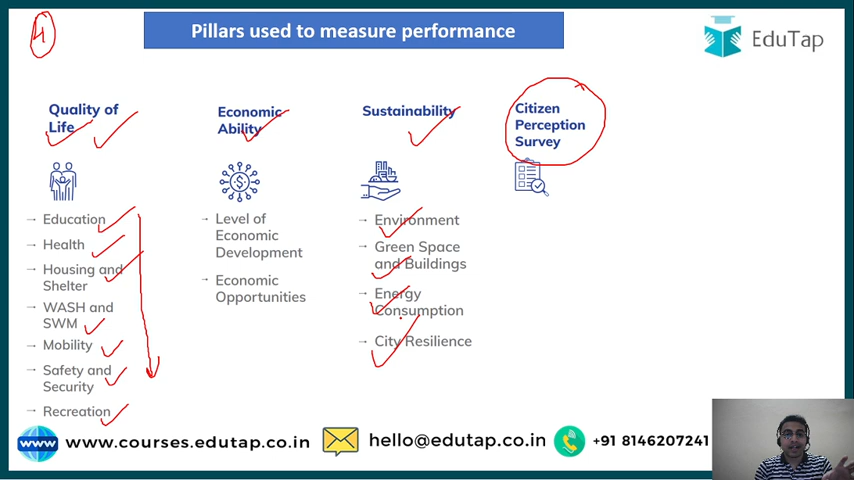 4
Pillars used to measure performance
EduTap
Quality of
Life
→ Education
→ Health
→ Housing and
Shelter
→ WASH and
SWM
→ Mobility
→ Safety and
Security
→ Recreation
Economic
Ability
→ Level of
Economic
Development
→ Economic
Opportunities
Sustainability
→ Environment
→ Green Space
and Buildings
→ Energy
Consumption
→ City Resilience
Citizen
Perception
Survey
www
www.courses.edutap.co.in
hello@edutap.co.in
+91 8146207241